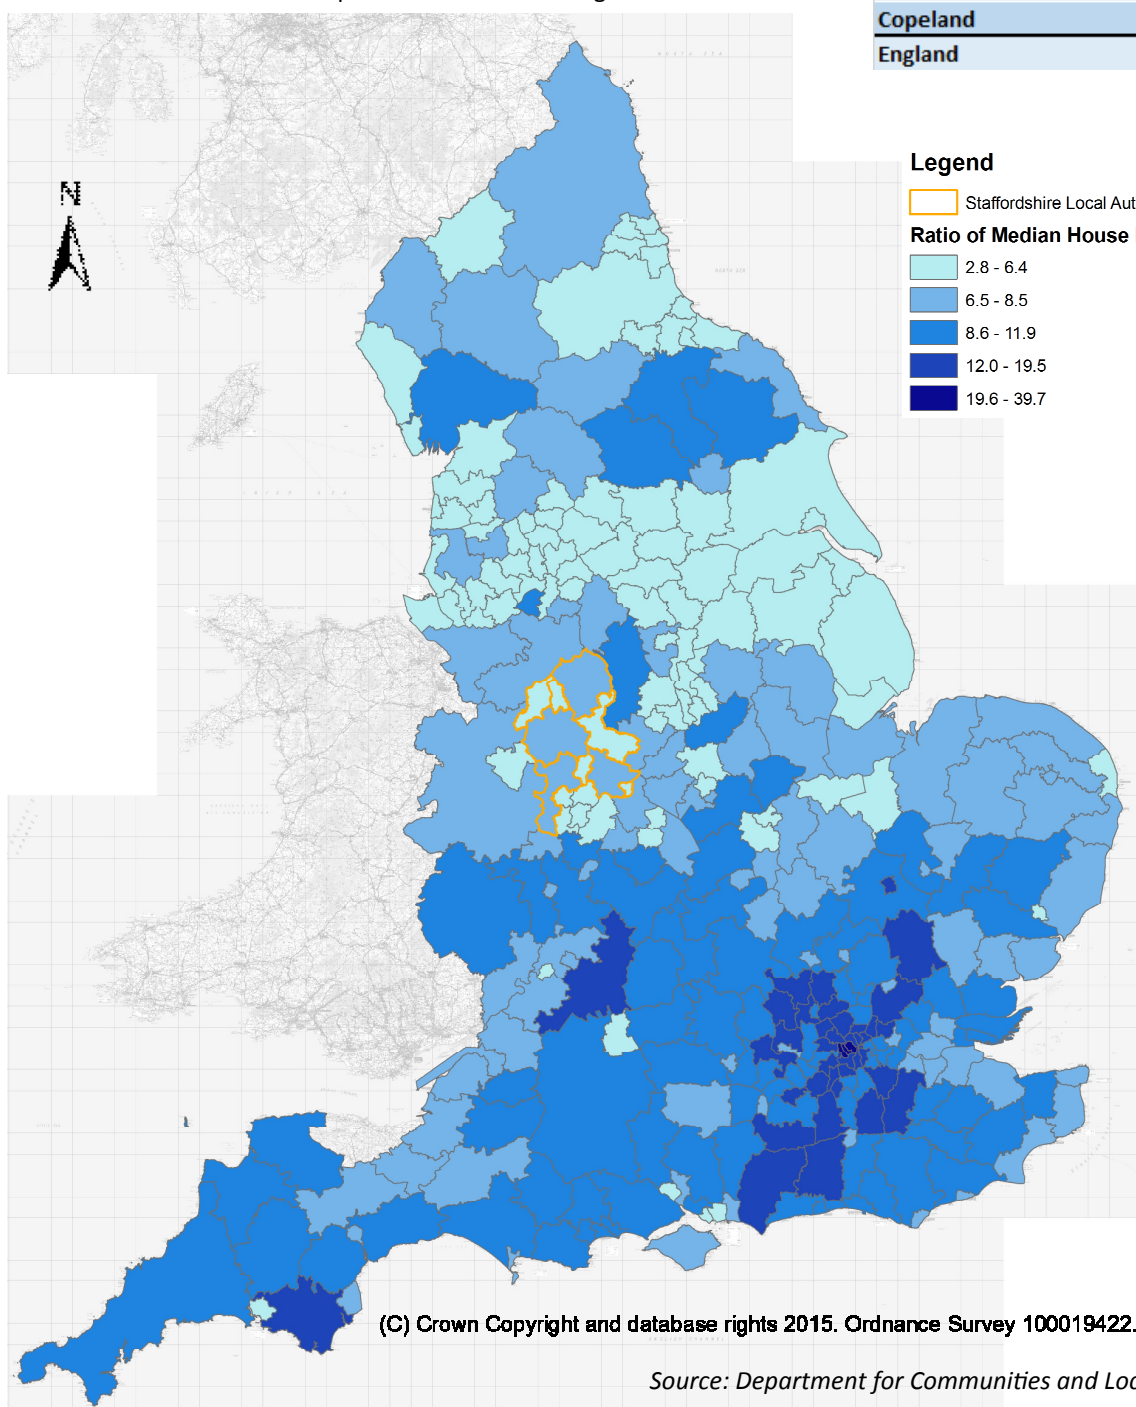 Copeland
England
N
Legend
Staffordshire Local Aut
Ratio of Median House
2.8 - 6.4
6.5 - 8.5
8.6 - 11.9
12.0 - 19.5
19.6 - 39.7
(C) Crown Copyright and database rights 2015. Ordnance Survey 100019422.
Source: Department for Communities and Loc